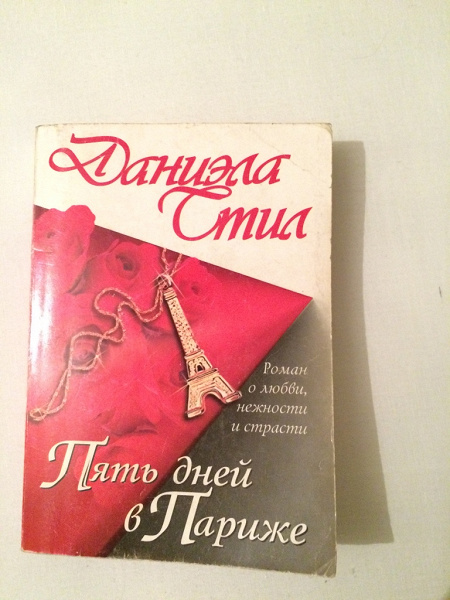 Даниэла
Стил
Роман
о любви,
нежности
и страсти
Пять дней
в Париже